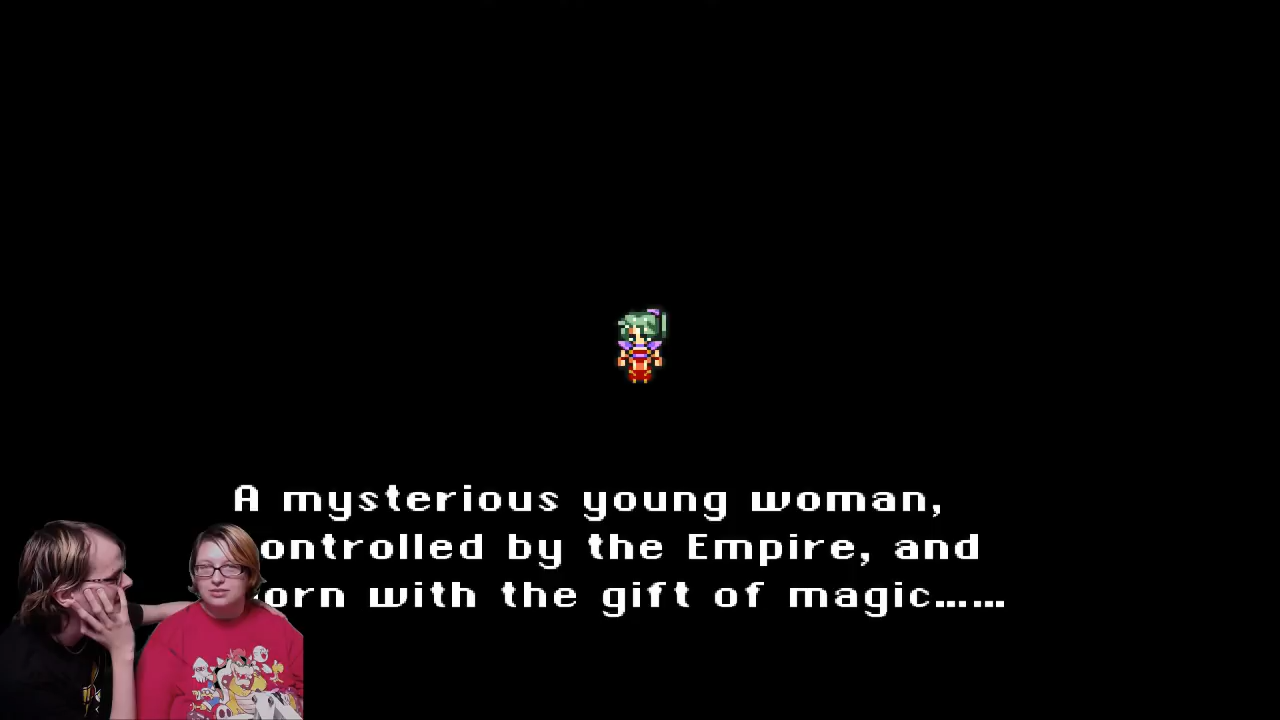 A mysterious young woman,
ontrolled by the Empire, and
orn with the gift of magic......